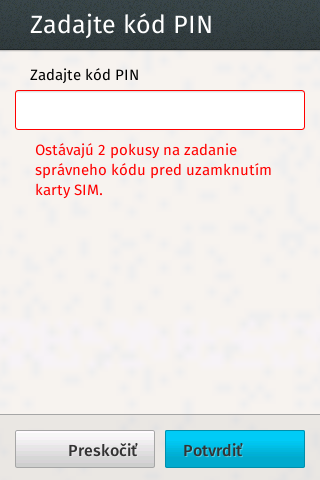 Zadajte kód PIN
Zadajte kód PIN
Ostávajú 2 pokusy na zadanie
správneho kódu pred uzamknutím
karty SIM.
Preskočiť
Potvrdiť